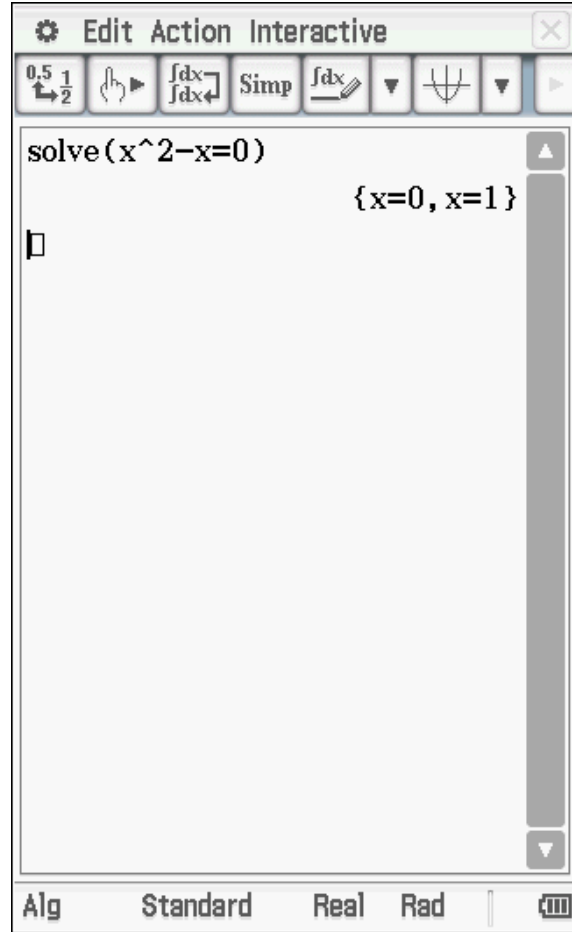 Edit Action Interactive
0.5 1/2 ∫dx ∫dx Simp ∫dx
solve(x^2−x=0)
{x=0, x=1}
Alg Standard Real Rad